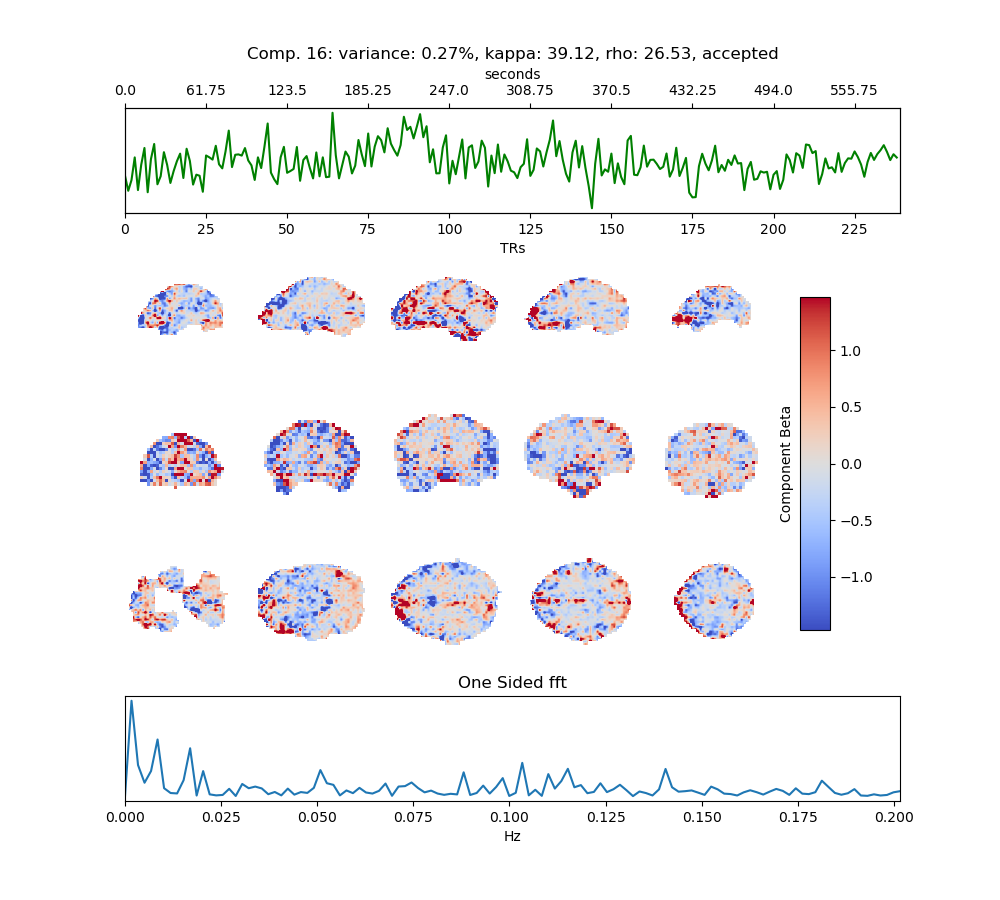 Comp. 16: variance: 0.27%, kappa: 39.12, rho: 26.53, accepted
seconds
0.0 61.75 123.5 185.25 247.0 308.75 370.5 432.25 494.0 555.75
0 25 50 75 100 125 150 175 200 225
TRs
1.0
0.5
0.0
−0.5
−1.0
Component Beta
One Sided fft
0.000 0.025 0.050 0.075 0.100 0.125 0.150 0.175 0.200
Hz